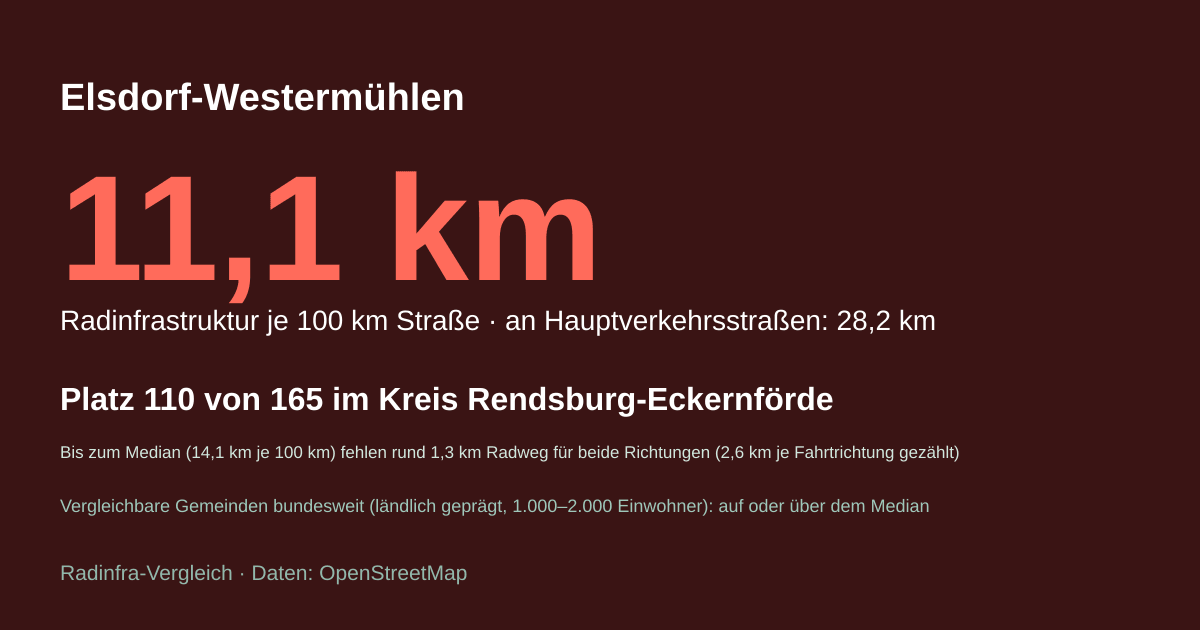 Elsdorf-Westermühlen
11,1 km
Radinfrastruktur je 100 km Straße · an Hauptverkehrsstraßen: 28,2 km
Platz 110 von 165 im Kreis Rendsburg-Eckernförde
Bis zum Median (14,1 km je 100 km) fehlen rund 1,3 km Radweg für beide Richtungen (2,6 km je Fahrtrichtung gezählt)
Vergleichbare Gemeinden bundesweit (ländlich geprägt, 1.000–2.000 Einwohner): auf oder über dem Median
Radinfra-Vergleich · Daten: OpenStreetMap